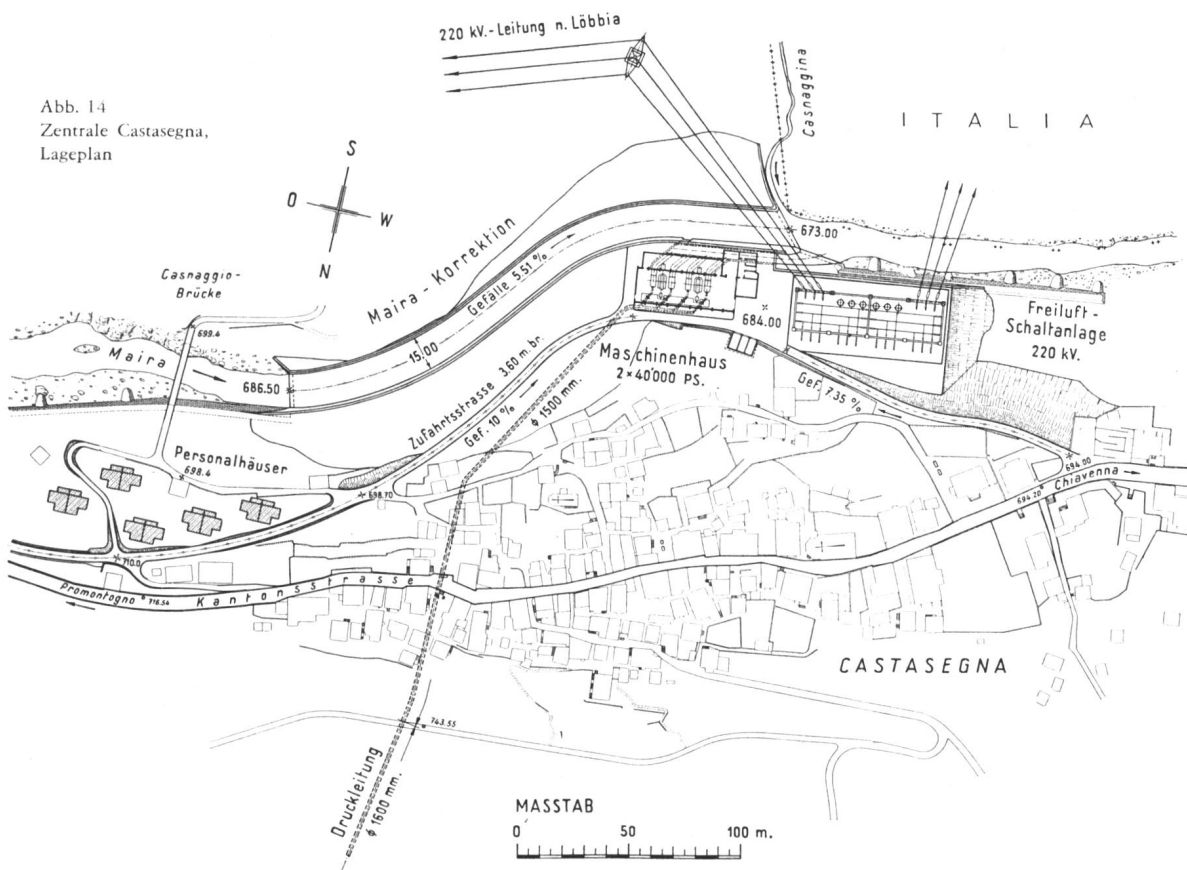 220 kV.-Leitung n. Löbbia
Abb. 14
Zentrale Castasegna,
Lageplan
Casnaggina
ITALIA
S
O
W
N
Maira-Korrektion
Gefälle 5.51 %
673.00
Casnaggio-
Brücke
699.4
Maira
686.50
15.00
684.00
Freiluft-
Schaltanlage
220 kV.
Maschinenhaus
2×40'000 PS.
Zufahrtsstrasse 3.60 m. br.
Gef. 10 %
ϕ 1500 mm.
Gef. 7.35 %
Personalhäuser
698.4
698.70
694.00
Chiavenna
694.20
710.0
Promontogno
716.54
Kantonsstrasse
CASTASEGNA
743.55
Druckleitung
ϕ 1600 mm.
MASSTAB
0 50 100 m.